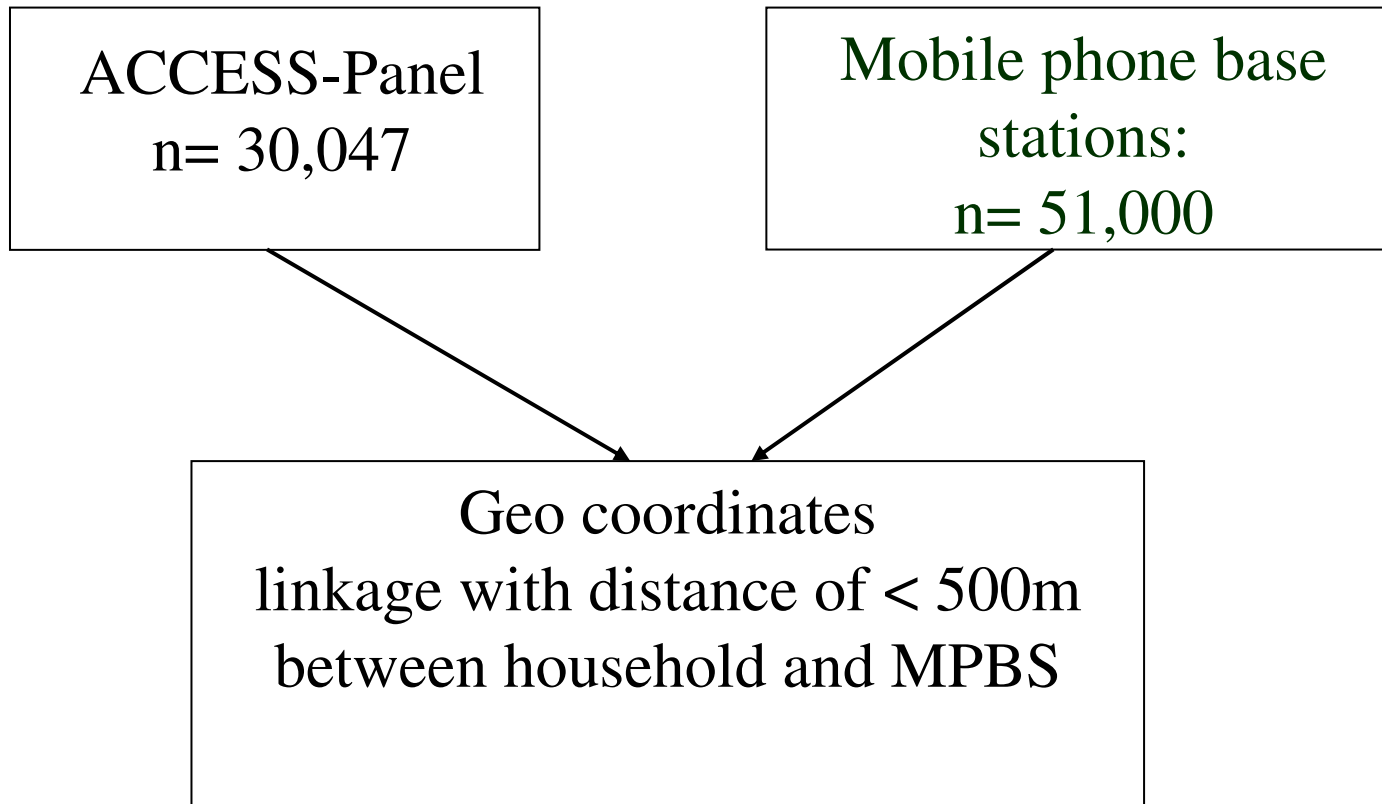 ACCESS-Panel
n= 30,047
Mobile phone base
stations:
n= 51,000
Geo coordinates
linkage with distance of < 500m
between household and MPBS